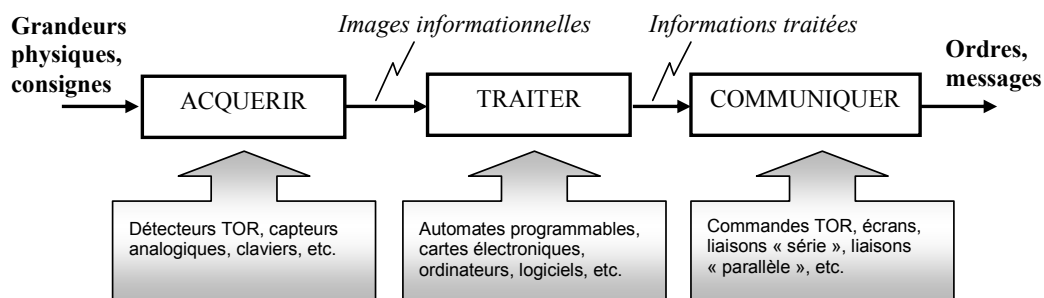 Grandeurs
physiques,
consignes
Images informationnelles
Informations traitées
Ordres,
messages
ACQUERIR
TRAITER
COMMUNIQUER
Détecteurs TOR, capteurs
analogiques, claviers, etc.
Automates programmables,
cartes électroniques,
ordinateurs, logiciels, etc.
Commandes TOR, écrans,
liaisons « série », liaisons
« parallèle », etc.